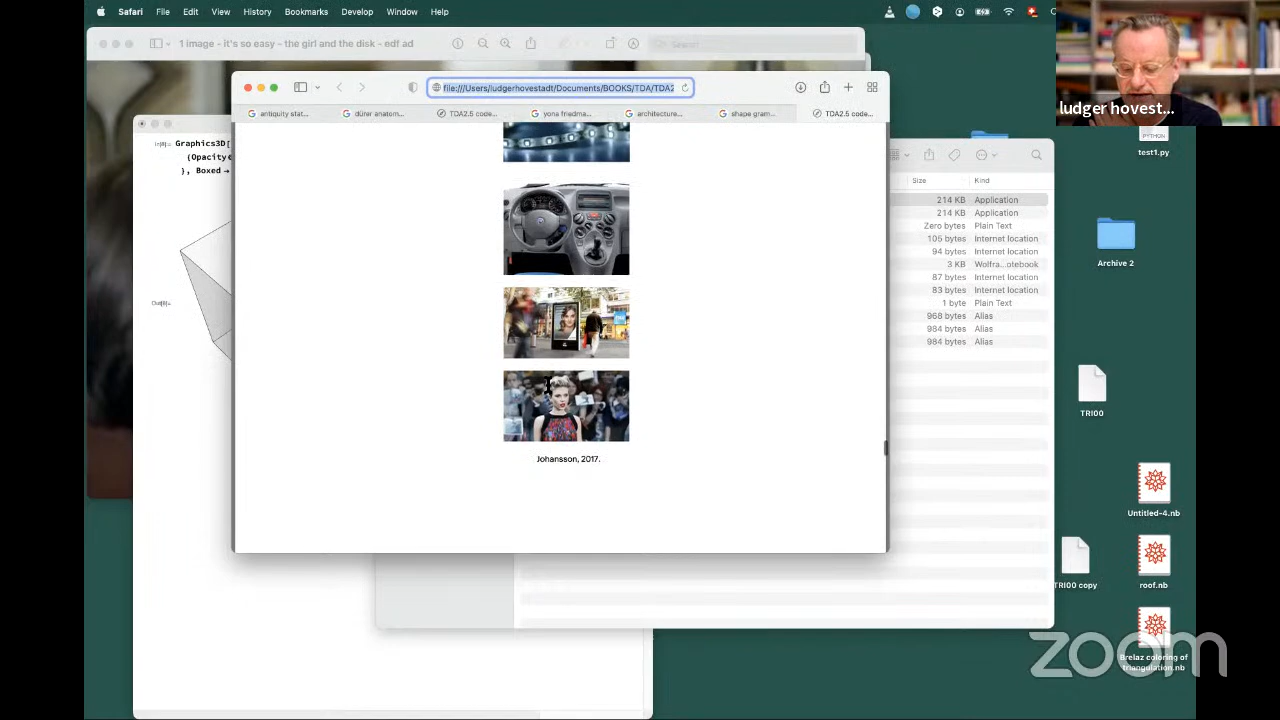 Safari File Edit View History Bookmarks Develop Window Help
1 image - it's so easy - the girl and the disk - edf ad
Search
file:///Users/ludgerhovestadt/Documents/BOOKS/TDA/TDA2
ludger hovest...
antiquity stat... dürer anatom... TDA2.5 code... yona friedma... architecture... shape gram... TDA2.5 code...
Graphics3D[
{Opacity
}, Boxed →
test1.py
Size Kind
214 KB Application
214 KB Application
Zero bytes Plain Text
105 bytes Internet location
94 bytes Internet location
3 KB Wolfra...otebook
87 bytes Internet location
83 bytes Internet location
1 byte Plain Text
968 bytes Alias
984 bytes Alias
984 bytes Alias
Archive 2
TRI00
Johansson, 2017.
Untitled-4.nb
TRI00 copy
roof.nb
Brelaz coloring of
triangulation.nb
zoom